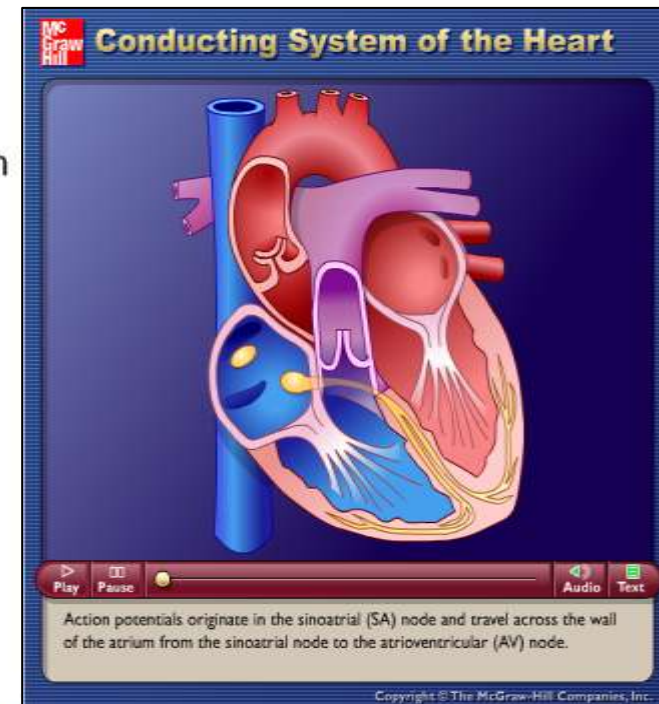 Mc
Graw
Hill
Conducting System of the Heart
Play
Pause
Audio
Text
Action potentials originate in the sinoatrial (SA) node and travel across the wall
of the atrium from the sinoatrial node to the atrioventricular (AV) node.
Copyright © The McGraw-Hill Companies, Inc.